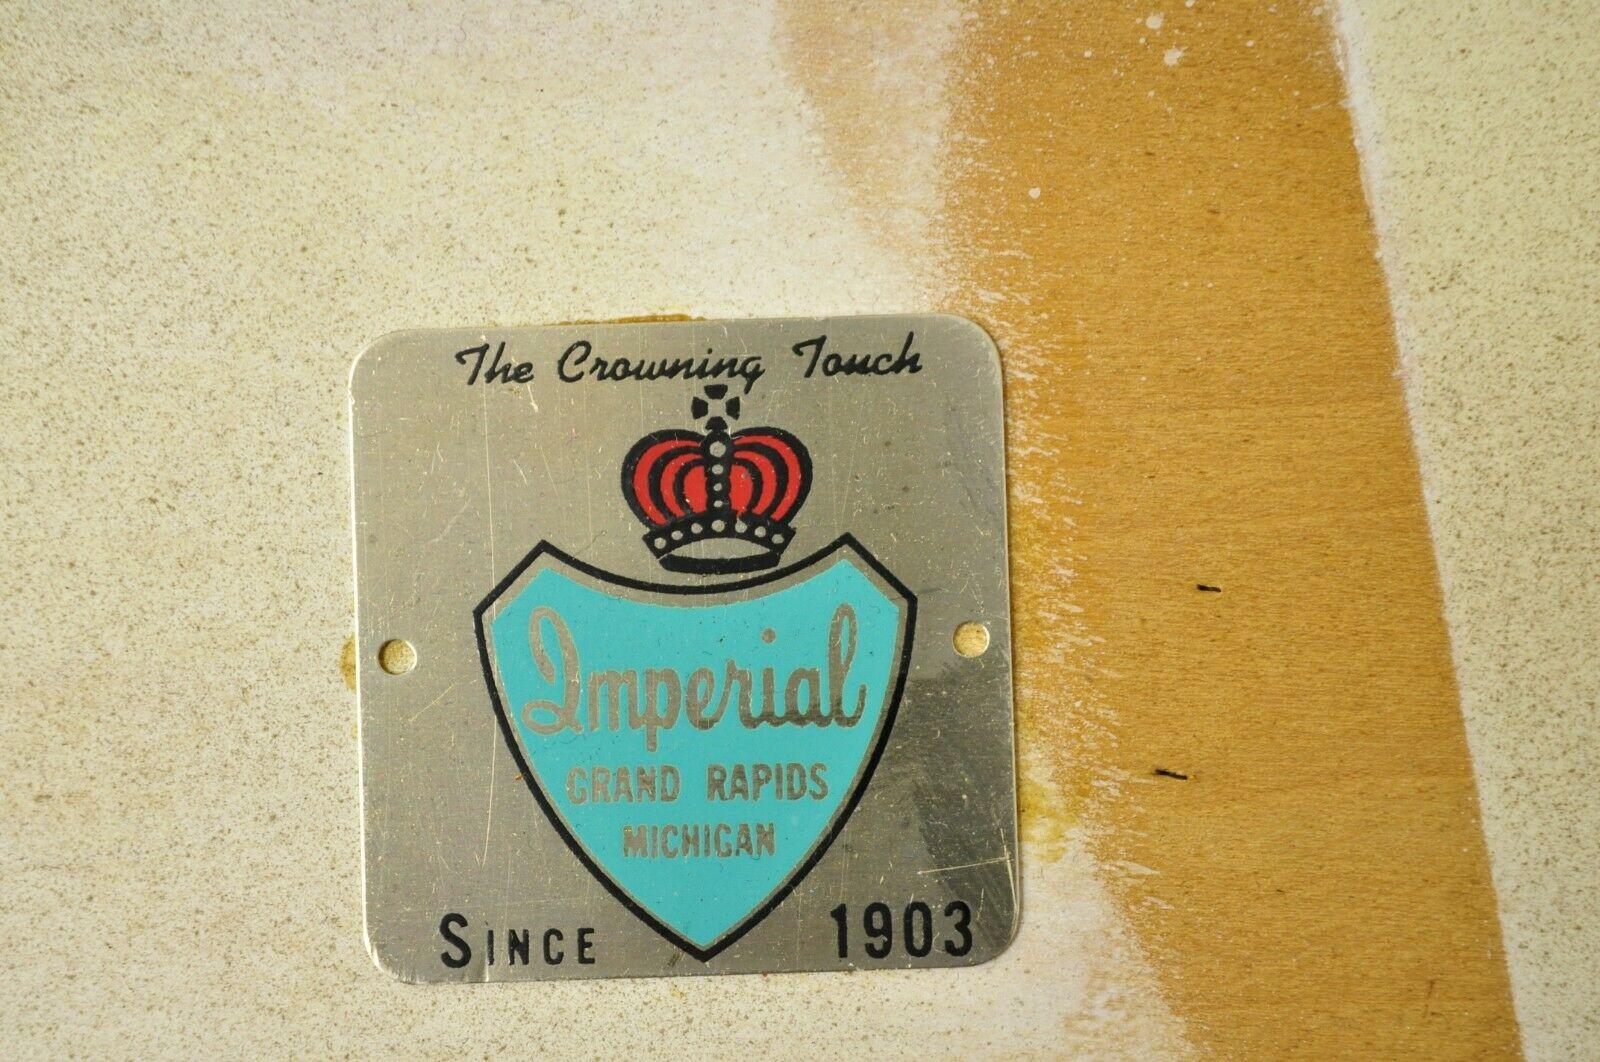 The Crowning Touch
Imperial
GRAND RAPIDS
MICHIGAN
SINCE 1903